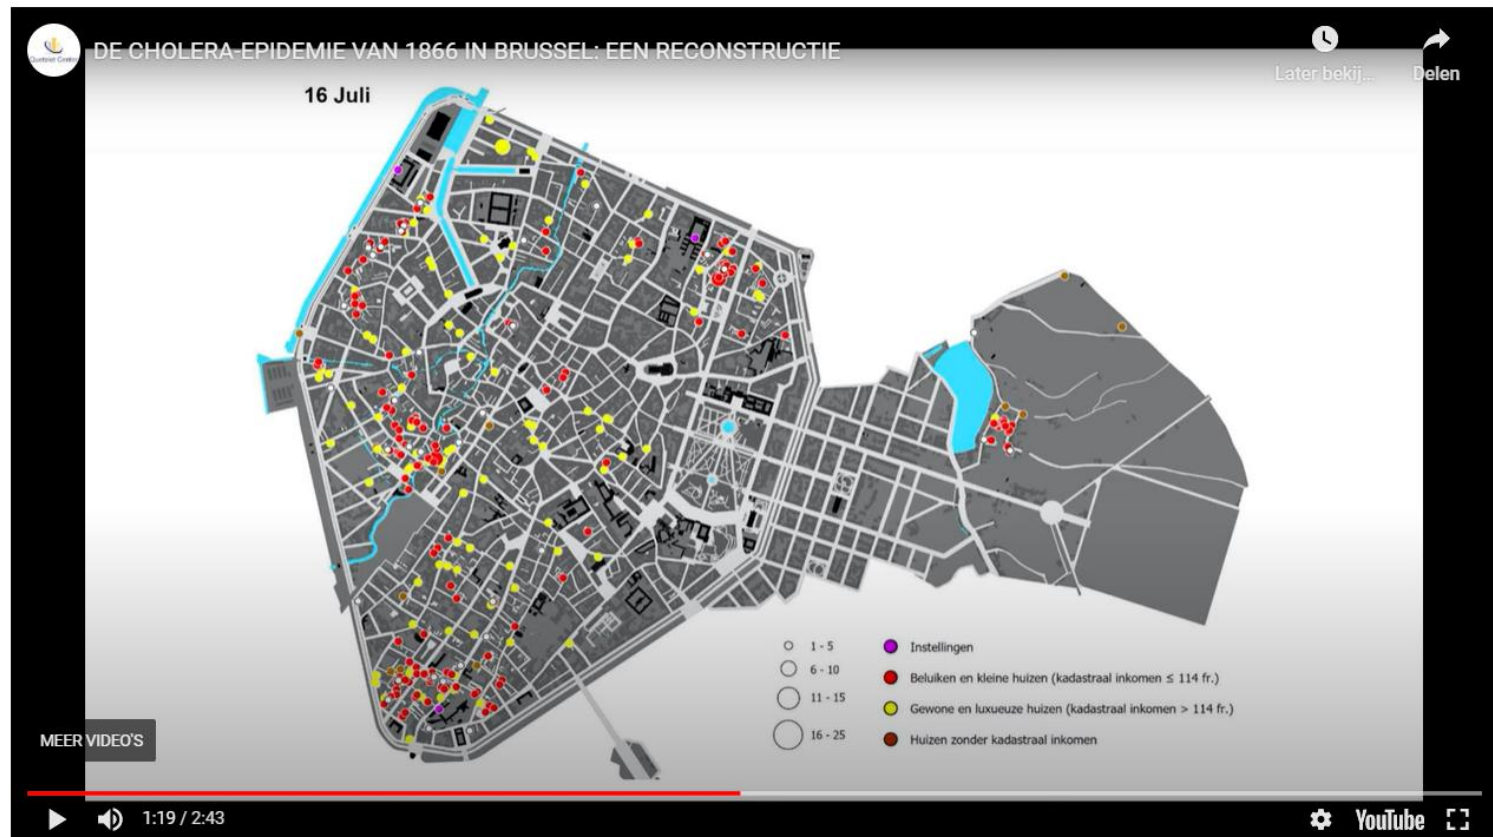 DE CHOLERA-EPIDEMIE VAN 1866 IN BRUSSEL: EEN RECONSTRUCTIE
Later bekij...
Delen
16 Juli
1 - 5
6 - 10
11 - 15
16 - 25
Instellingen
Beluiken en kleine huizen (kadastraal inkomen ≤ 114 fr.)
Gewone en luxueuze huizen (kadastraal inkomen > 114 fr.)
Huizen zonder kadastraal inkomen
MEER VIDEO'S
1:19 / 2:43
YouTube